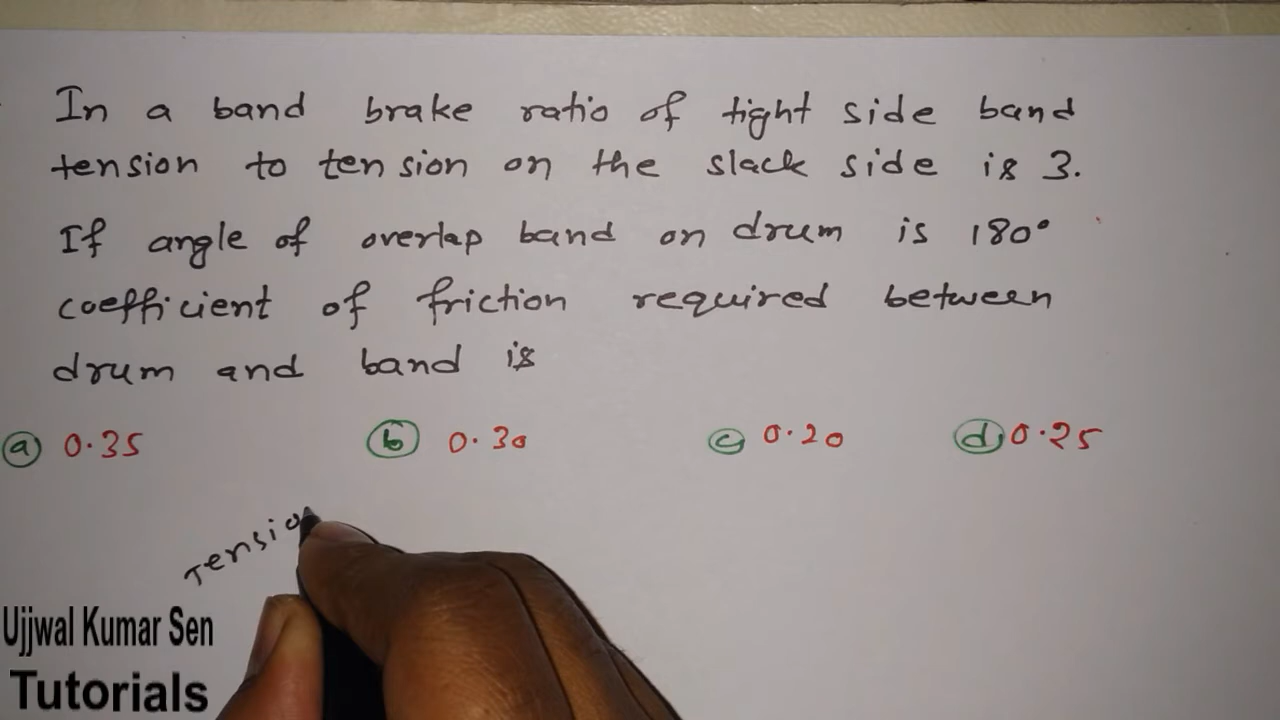 In a band brake ratio of tight side band
tension to tension on the slack side is 3.
If angle of overlap band on drum is 180°
coefficient of friction required between
drum and band is
(a) 0.35 (b) 0.30 (c) 0.20 (d) 0.25
Tensio
Ujjwal Kumar Sen
Tutorials